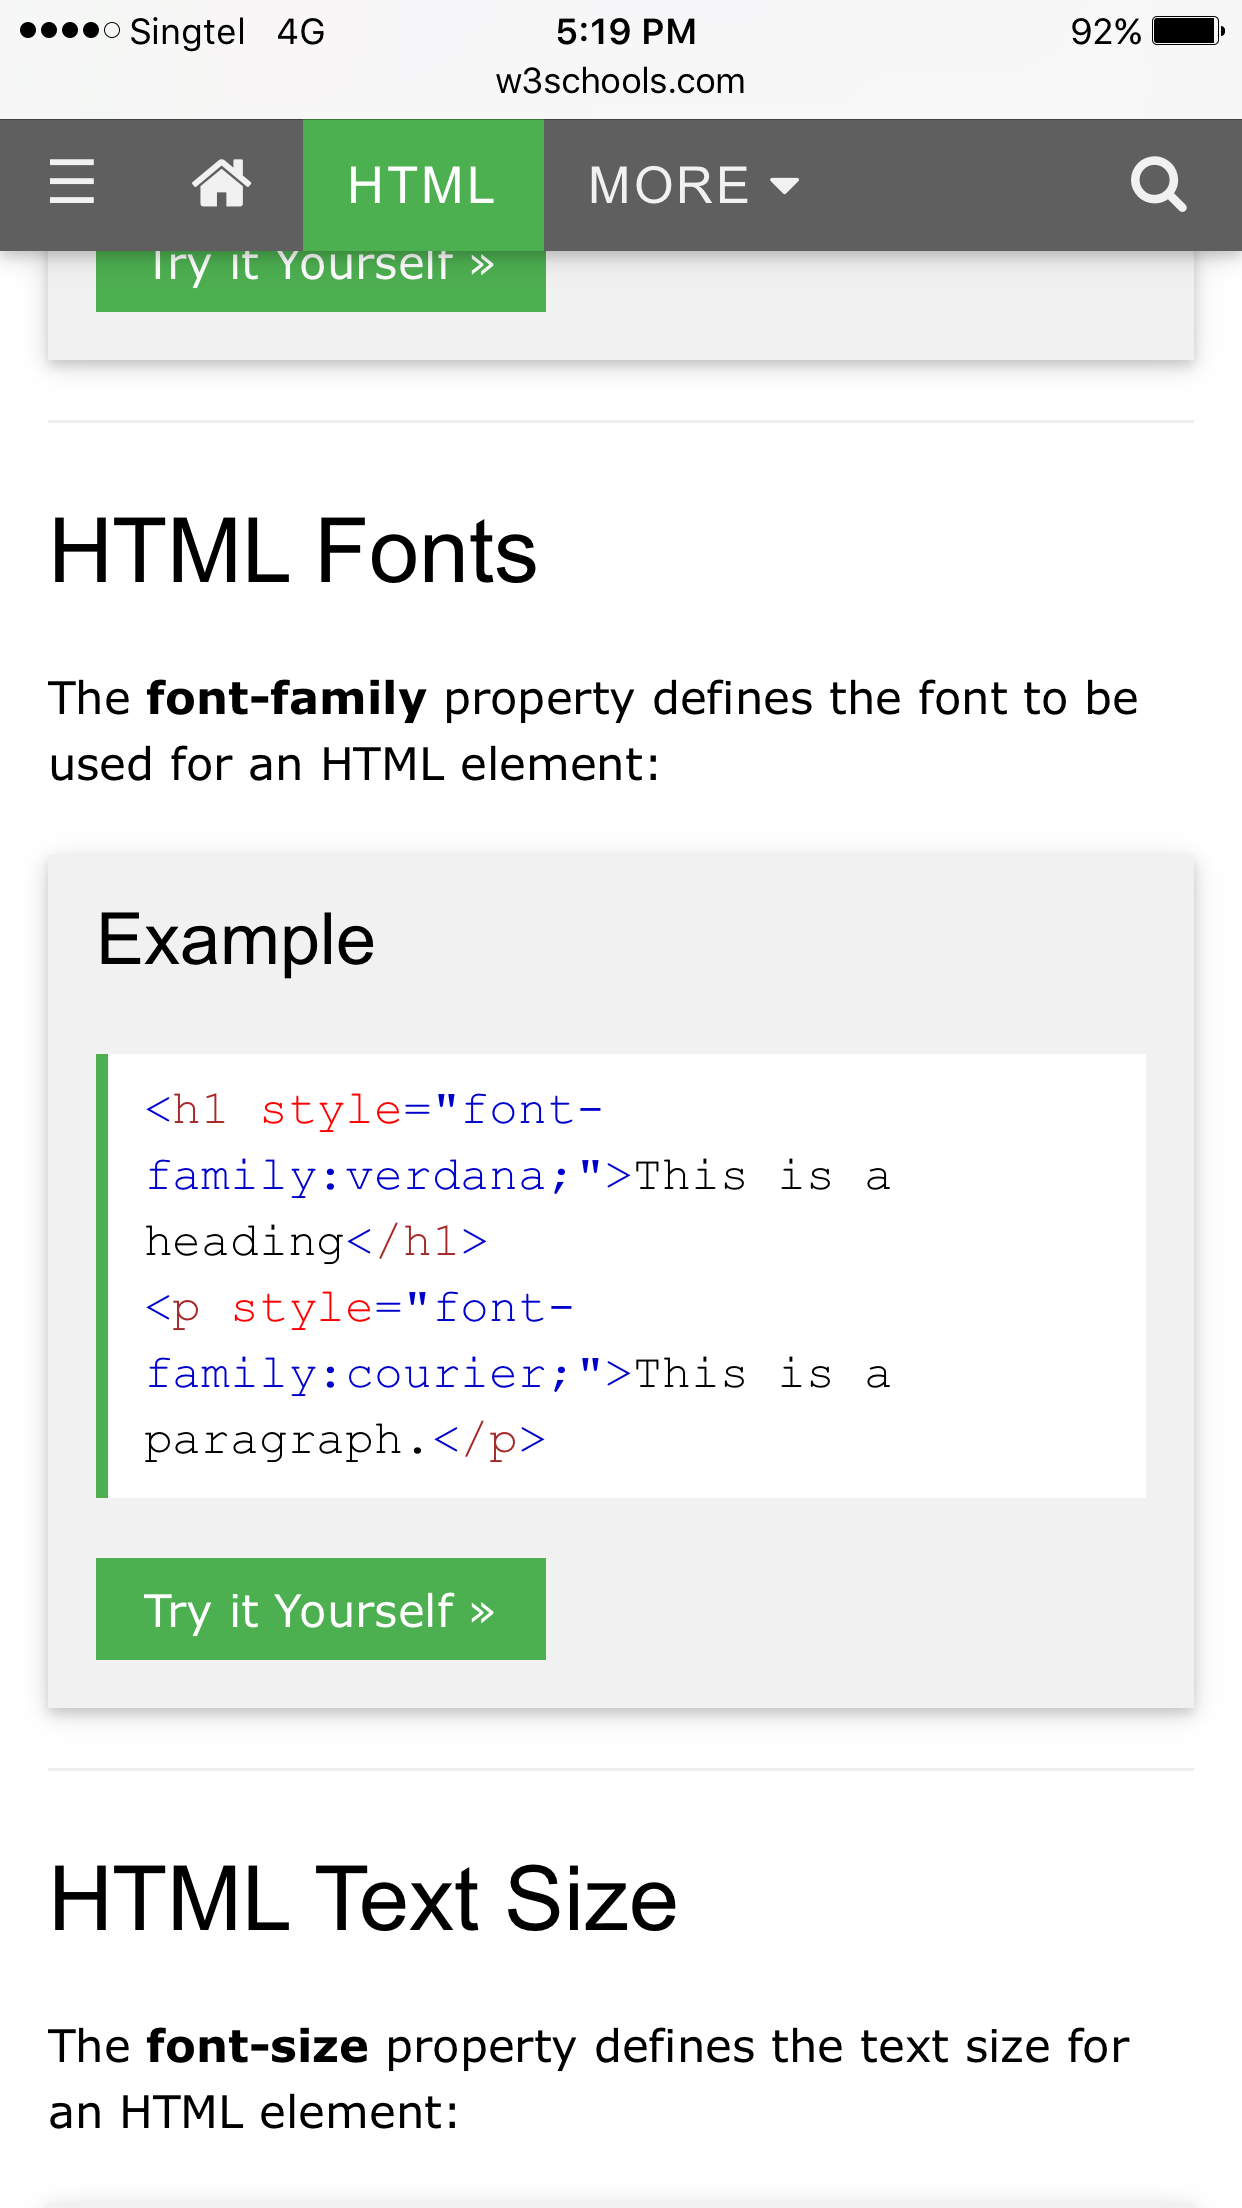 Singtel 4G 5:19 PM 92%
w3schools.com
HTML MORE
Try it Yourself »
HTML Fonts
The font-family property defines the font to be
used for an HTML element:
Example
<h1 style="font-
family:verdana;">This is a
heading</h1>
<p style="font-
family:courier;">This is a
paragraph.</p>
Try it Yourself »
HTML Text Size
The font-size property defines the text size for
an HTML element: